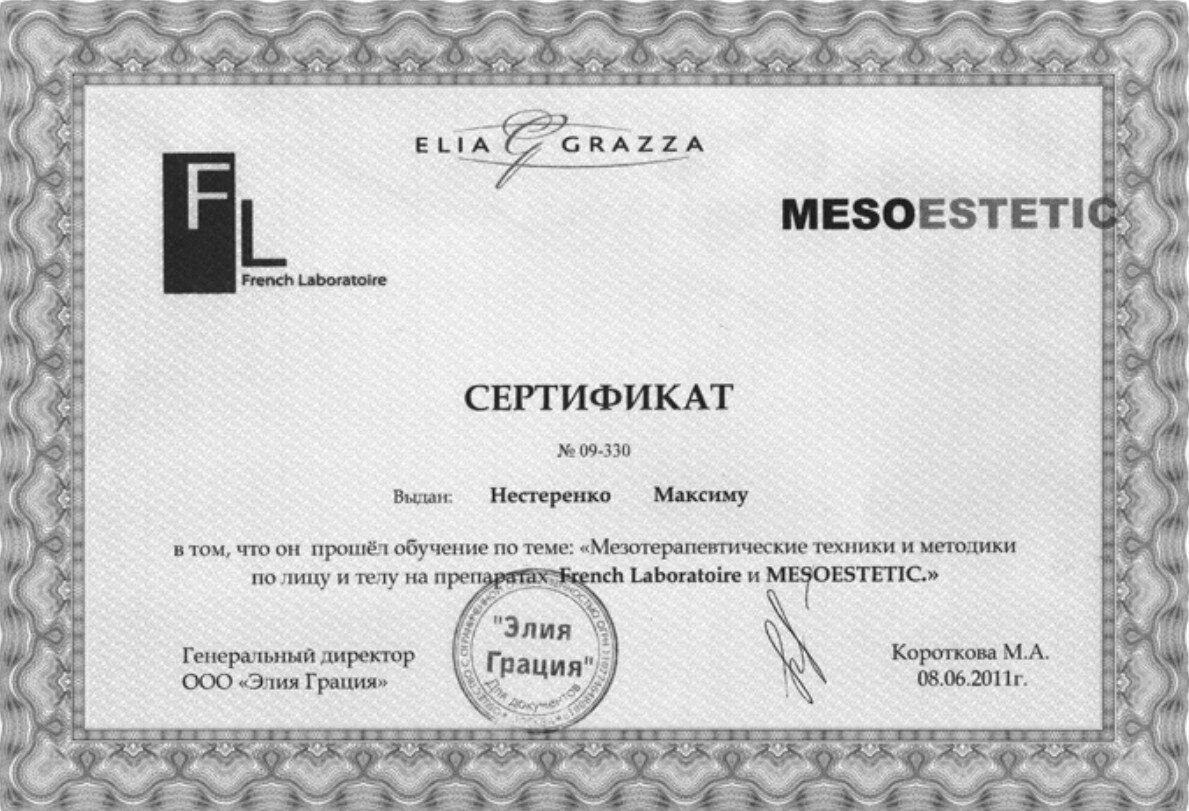 ELIA G GRAZZA
FL
French Laboratoire
MESOESTETIC
СЕРТИФИКАТ
№ 09-330
Выдан: Нестеренко Максиму
в том, что он прошёл обучение по теме: «Мезотерапевтические техники и методики
по лицу и телу на препаратах French Laboratoire и MESOESTETIC.»
"Элия
Грация"
Для документов
Генеральный директор
ООО «Элия Грация»
Короткова М.А.
08.06.2011г.